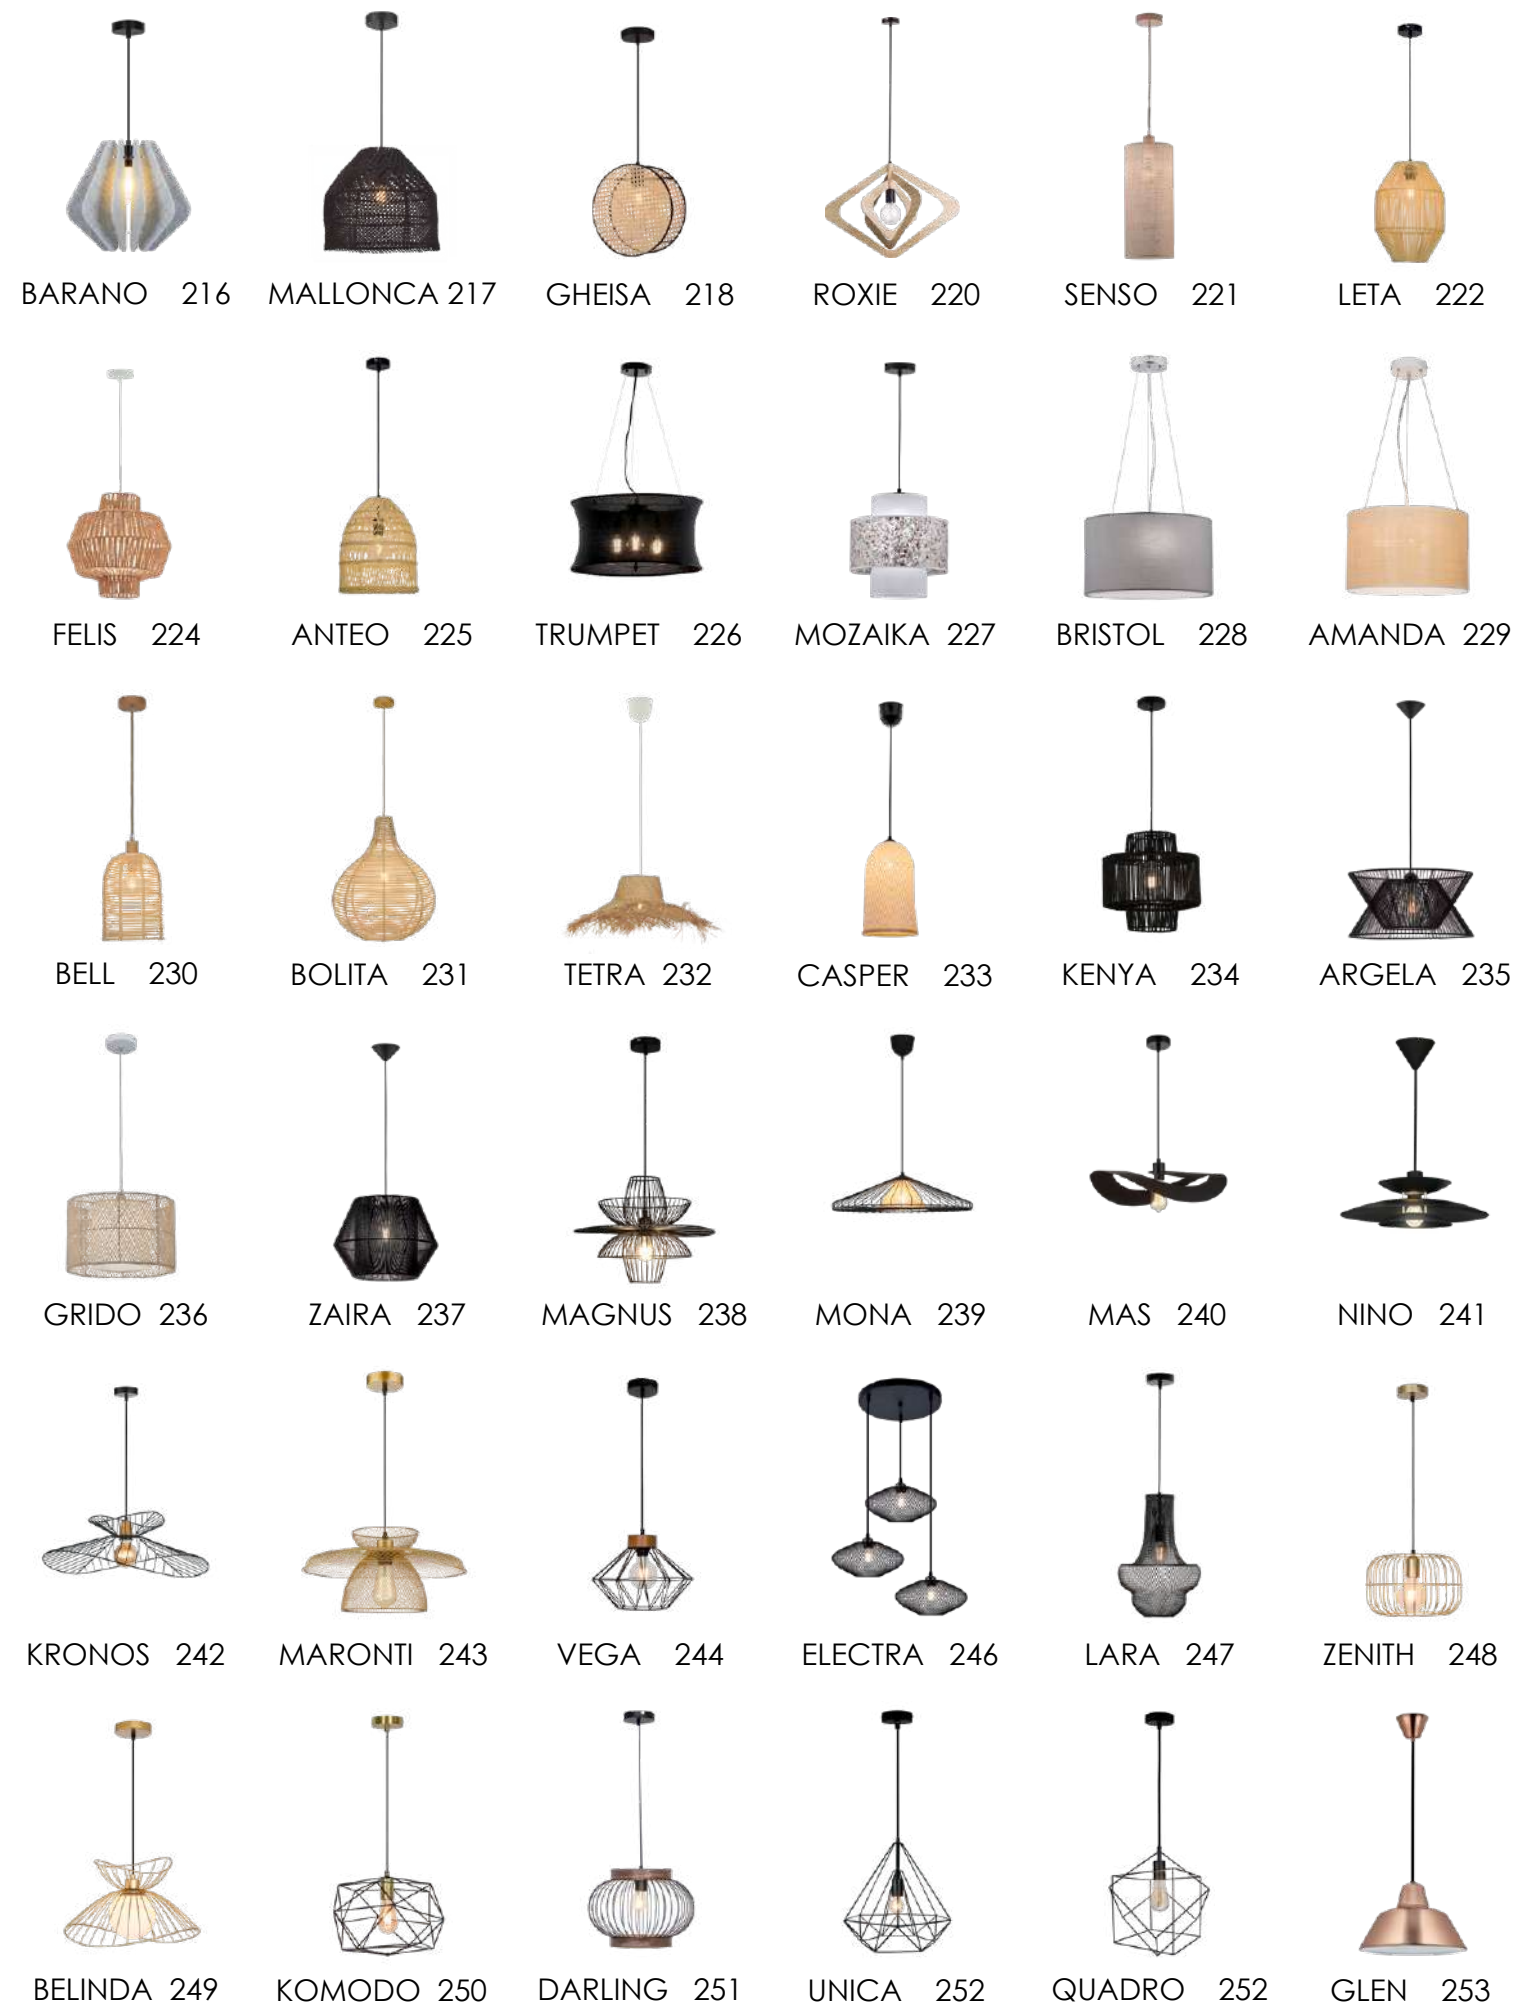 BARANO 216 MALLONCA 217 GHEISA 218 ROXIE 220 SENSO 221 LETA 222
FELIS 224 ANTEO 225 TRUMPET 226 MOZAIKA 227 BRISTOL 228 AMANDA 229
BELL 230 BOLITA 231 TETRA 232 CASPER 233 KENYA 234 ARGELA 235
GRIDO 236 ZAIRA 237 MAGNUS 238 MONA 239 MAS 240 NINO 241
KRONOS 242 MARONTI 243 VEGA 244 ELECTRA 246 LARA 247 ZENITH 248
BELINDA 249 KOMODO 250 DARLING 251 UNICA 252 QUADRO 252 GLEN 253